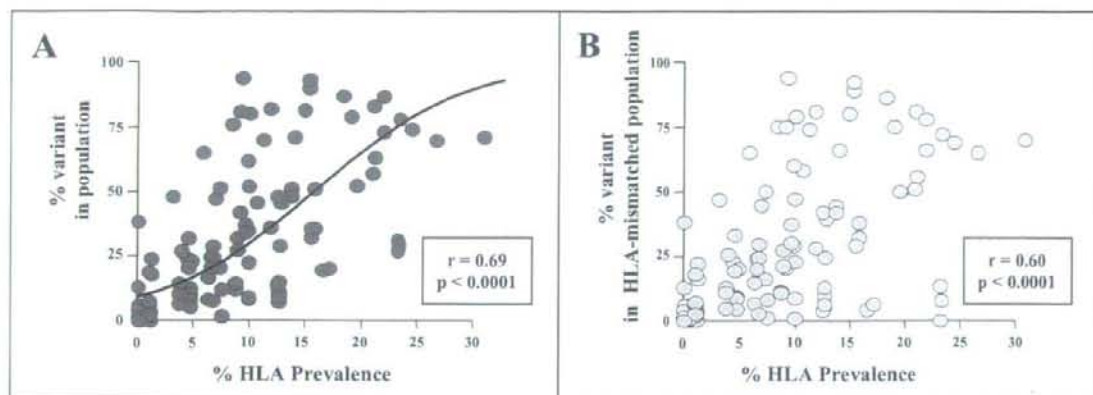 A
% variant
in population
100
75
50
25
0
r = 0.69
p < 0.0001
0 5 10 15 20 25 30
% HLA Prevalence
B
% variant
in HLA-mismatched population
100
75
50
25
0
r = 0.60
p < 0.0001
0 5 10 15 20 25 30
% HLA Prevalence